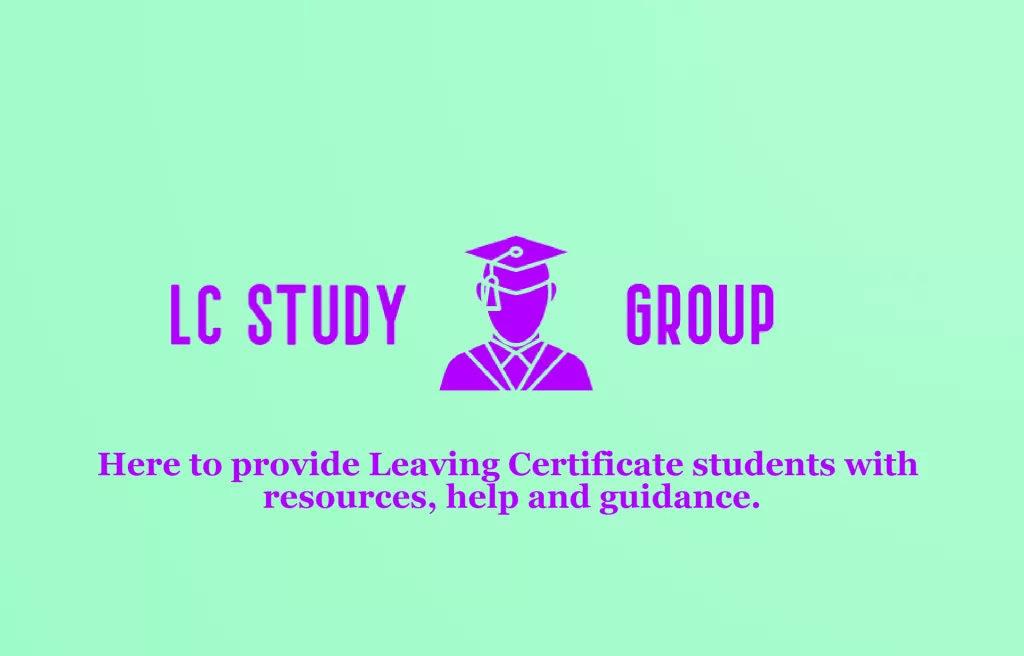 LC STUDY GROUP
Here to provide Leaving Certificate students with
resources, help and guidance.